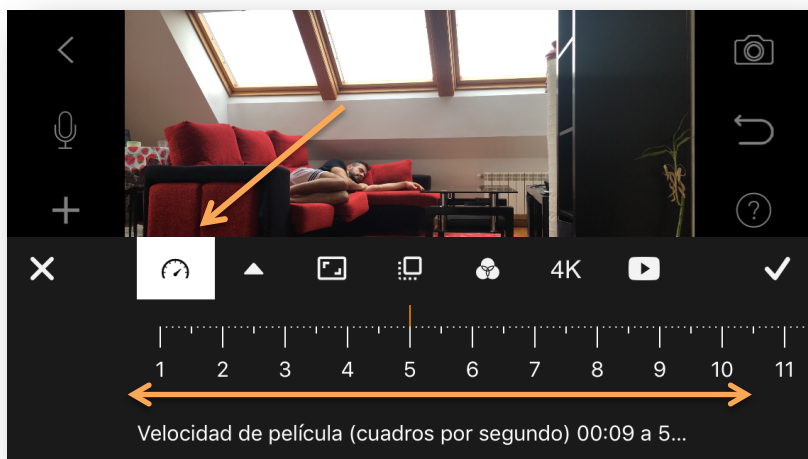 ?
4K
1 2 3 4 5 6 7 8 9 10 11
Velocidad de película (cuadros por segundo) 00:09 a 5...